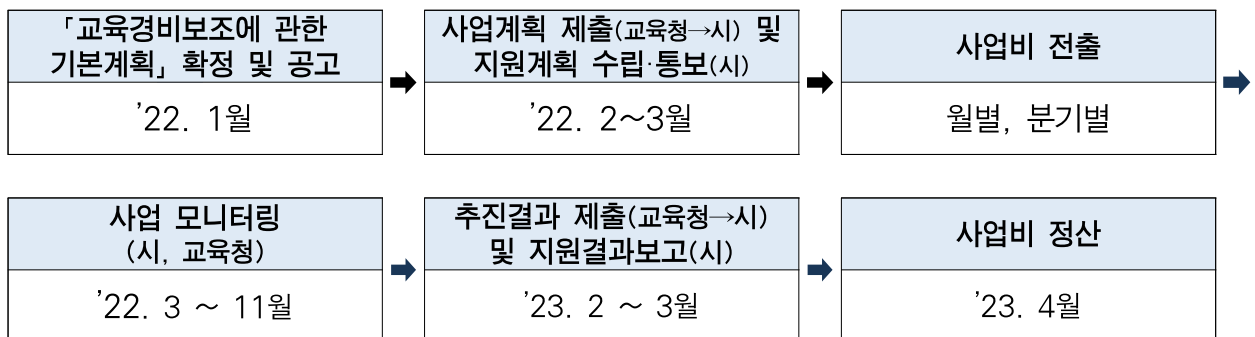 「교육경비보조에 관한
기본계획」 확정 및 공고
'22. 1월
사업계획 제출(교육청→시) 및
지원계획 수립·통보(시)
'22. 2～3월
사업비 전출
월별, 분기별
사업 모니터링
(시, 교육청)
'22. 3 ～ 11월
추진결과 제출(교육청→시)
및 지원결과보고(시)
'23. 2 ～ 3월
사업비 정산
'23. 4월